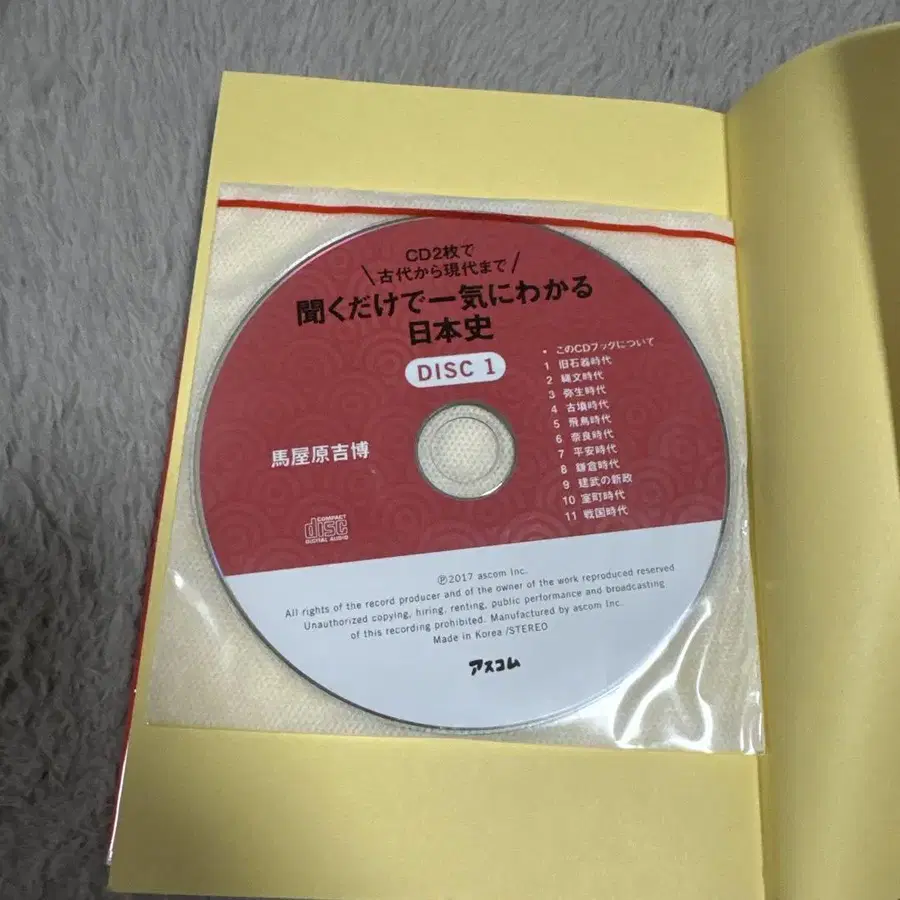 CD2枚で
\古代から現代まで/
聞くだけで一気にわかる
日本史
DISC 1
• このCDブックについて
1 旧石器時代
2 縄文時代
3 弥生時代
4 古墳時代
5 飛鳥時代
6 奈良時代
7 平安時代
8 鎌倉時代
9 建武の新政
10 室町時代
11 戦国時代
馬屋原吉博
COMPACT
disc
DIGITAL AUDIO
Ⓟ2017 ascom Inc.
All rights of the record producer and of the owner of the work reproduced reserved
Unauthorized copying, hiring, renting, public performance and broadcasting
of this recording prohibited. Manufactured by ascom Inc.
Made in Korea /STEREO
アスコム